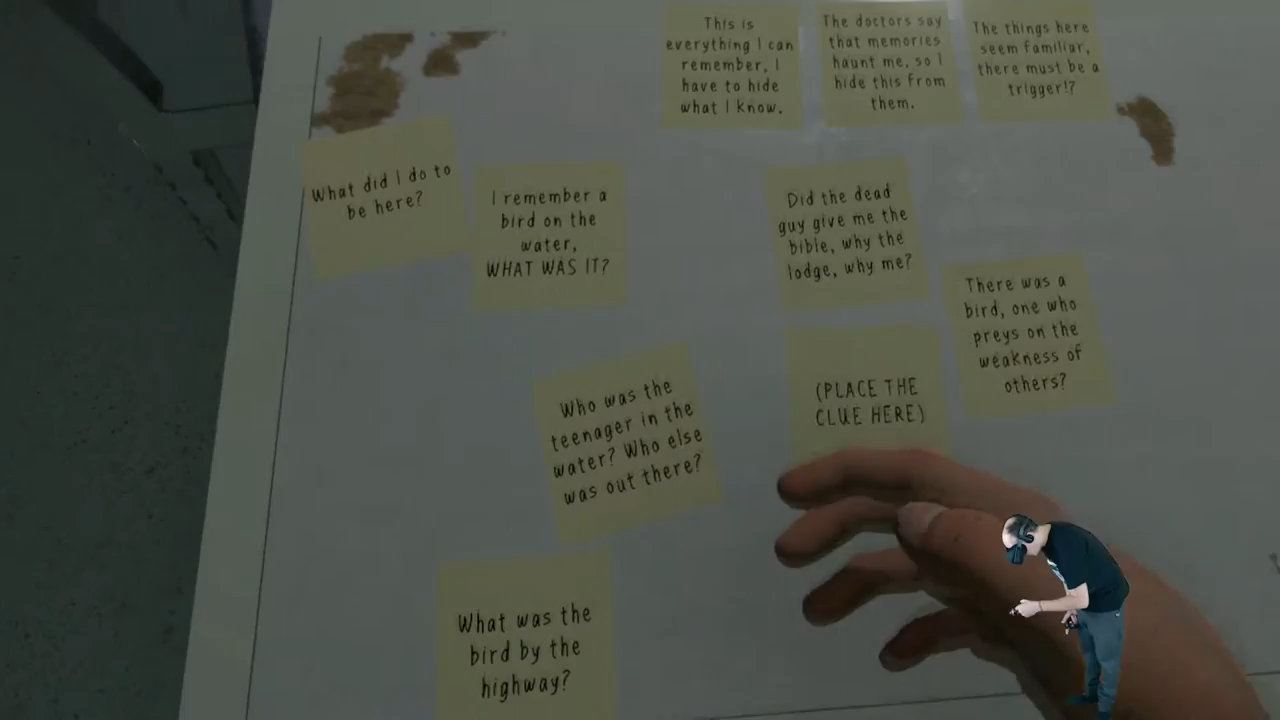 This is
everything I can
remember, I
have to hide
what I know.
The doctors say
that memories
haunt me, so I
hide this from
them.
The things here
seem familiar,
there must be a
trigger!?
What did I do to
be here?
I remember a
bird on the
water,
WHAT WAS IT?
Did the dead
guy give me the
bible, why the
lodge, why me?
There was a
bird, one who
preys on the
weakness of
others?
Who was the
teenager in the
water? Who else
was out there?
(PLACE THE
CLUE HERE)
What was the
bird by the
highway?